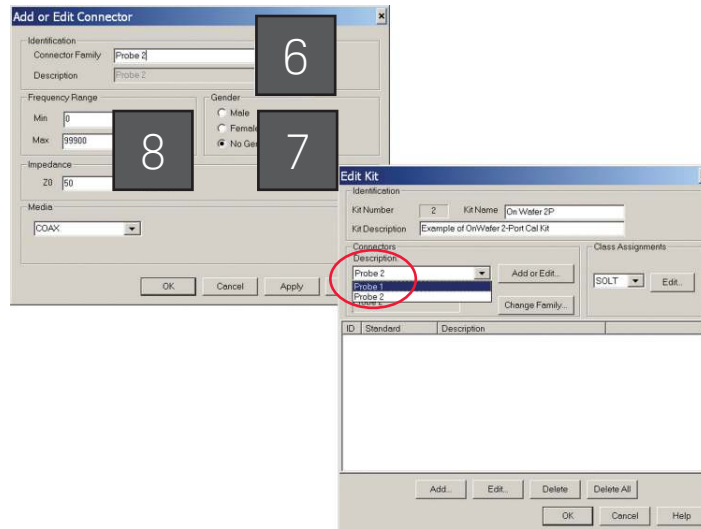 Add or Edit Connector
Identification
Connector Family Probe 2
Description Probe 2
6
Frequency Range
Min 0
Max 99900
8
Gender
Male
Female
No
7
Impedance
Z0 50
Media
COAX
OK Cancel Apply
Edit Kit
Identification
Kit Number 2 Kit Name On Wafer 2P
Kit Description Example of OnWafer 2-Port Cal Kit
Connectors
Description
Probe 2 Add or Edit...
Probe 1
Probe 2
Change Family...
Class Assignments
SOLT Edit...
ID Standard Description
Add... Edit... Delete Delete All
OK Cancel Help